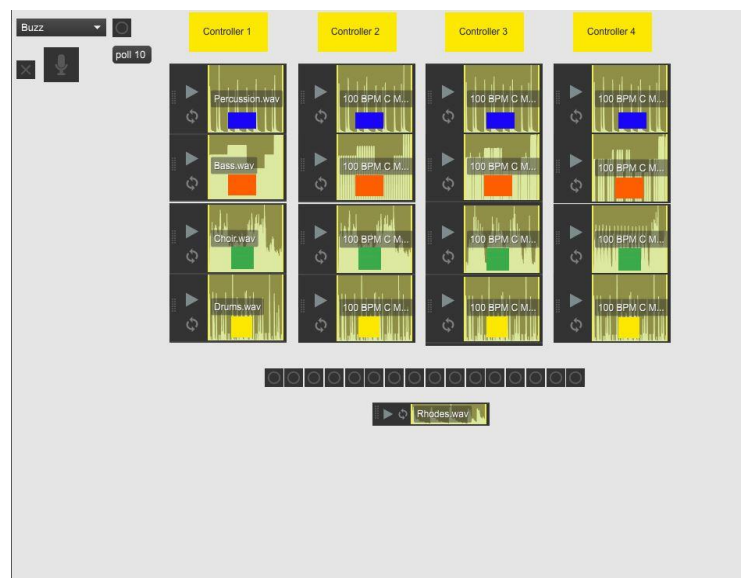 Buzz
poll 10
Controller 1
Controller 2
Controller 3
Controller 4
Percussion.wav
100 BPM C M...
100 BPM C M...
100 BPM C M...
Bass.wav
100 BPM C M...
100 BPM C M...
100 BPM C M...
Choir.wav
100 BPM C M...
100 BPM C M...
100 BPM C M...
Drums.wav
100 BPM C M...
100 BPM C M...
100 BPM C M...
Rhodes.wav